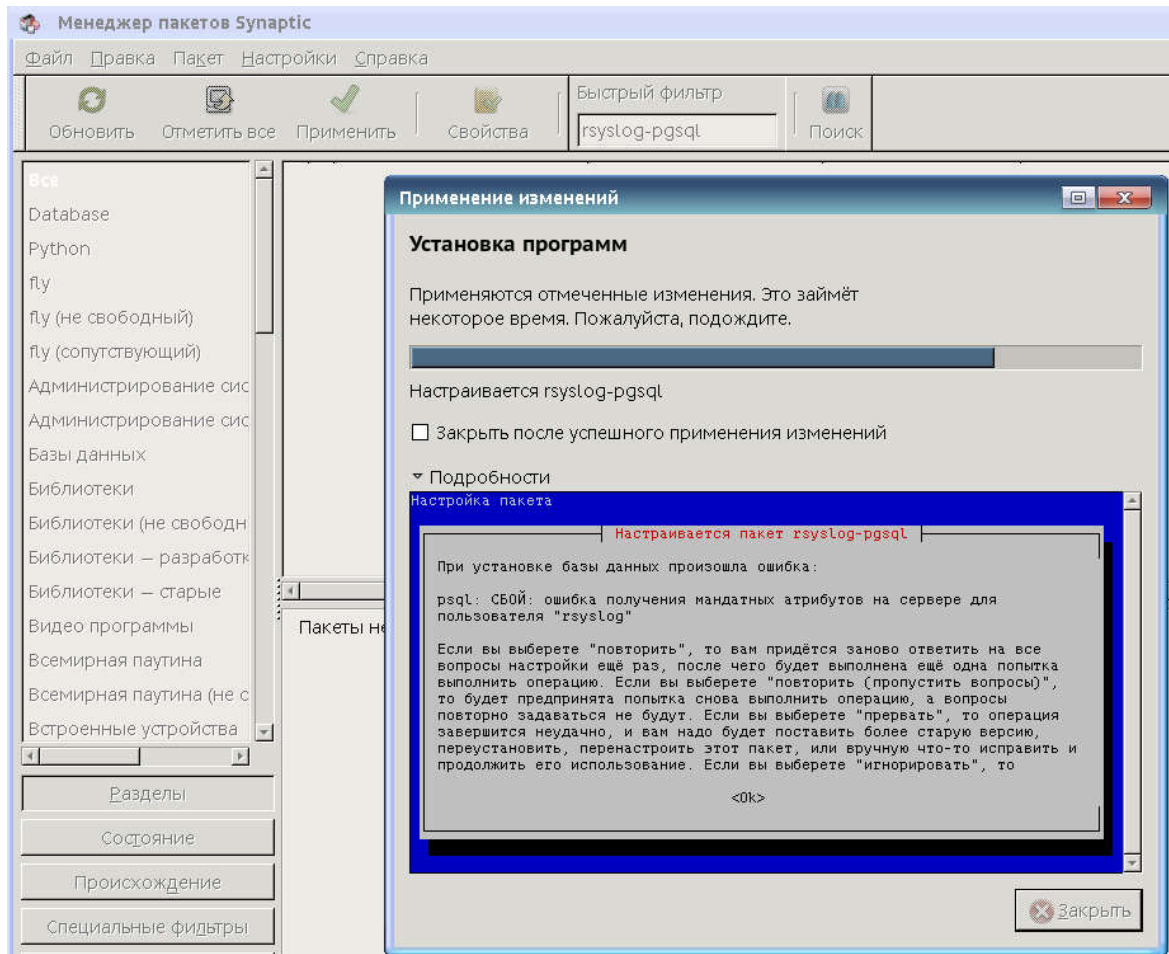 Менеджер пакетов Synaptic
Файл Правка Пакет Настройки Справка
Обновить Отметить все Применить Свойства
Быстрый фильтр
rsyslog-pgsql
Поиск
Все
Database
Python
fly
fly (не свободный)
fly (сопутствующий)
Администрирование сис
Администрирование сис
Базы данных
Библиотеки
Библиотеки (не свободн
Библиотеки — разработк
Библиотеки — старые
Видео программы
Всемирная паутина
Всемирная паутина (не с
Встроенные устройства
Разделы
Состояние
Происхождение
Специальные фильтры
Пакеты не
Применение изменений
Установка программ
Применяются отмеченные изменения. Это займёт
некоторое время. Пожалуйста, подождите.
Настраивается rsyslog-pgsql
Закрыть после успешного применения изменений
Подробности
Настройка пакета
Настраивается пакет rsyslog-pgsql
При установке базы данных произошла ошибка:
psql: СБОЙ: ошибка получения мандатных атрибутов на сервере для
пользователя "rsyslog"
Если вы выберете "повторить", то вам придётся заново ответить на все
вопросы настройки ещё раз, после чего будет выполнена ещё одна попытка
выполнить операцию. Если вы выберете "повторить (пропустить вопросы)",
то будет предпринята попытка снова выполнить операцию, а вопросы
повторно задаваться не будут. Если вы выберете "прервать", то операция
завершится неудачно, и вам надо будет поставить более старую версию,
переустановить, перенастроить этот пакет, или вручную что-то исправить и
продолжить его использование. Если вы выберете "игнорировать", то
<Ok>
Закрыть